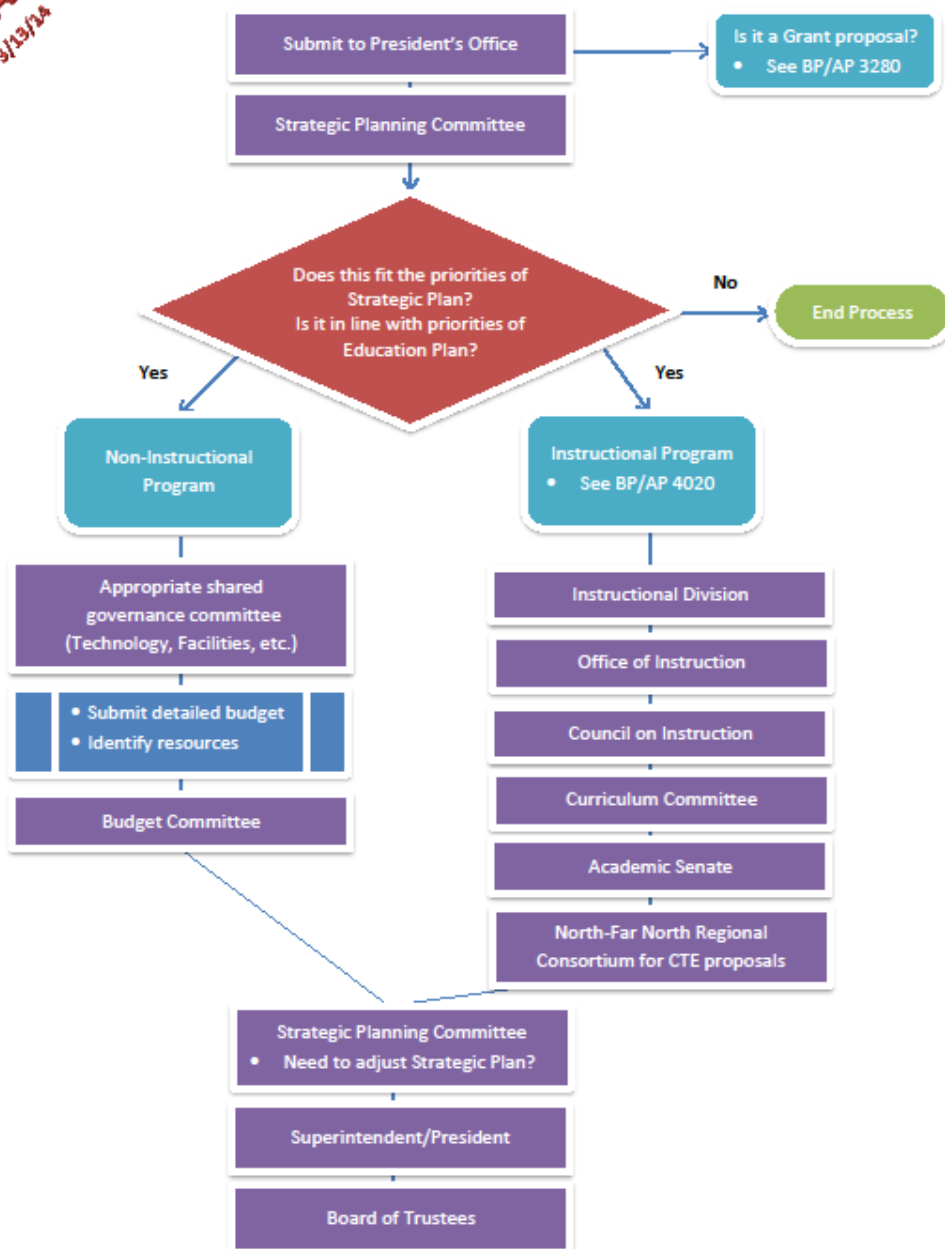 3/13/14
Submit to President's Office
Is it a Grant proposal?
• See BP/AP 3280
Strategic Planning Committee
Does this fit the priorities of
Strategic Plan?
Is it in line with priorities of
Education Plan?
No
End Process
Yes
Yes
Non-Instructional
Program
Instructional Program
• See BP/AP 4020
Appropriate shared
governance committee
(Technology, Facilities, etc.)
• Submit detailed budget
• Identify resources
Budget Committee
Instructional Division
Office of Instruction
Council on Instruction
Curriculum Committee
Academic Senate
North-Far North Regional
Consortium for CTE proposals
Strategic Planning Committee
• Need to adjust Strategic Plan?
Superintendent/President
Board of Trustees